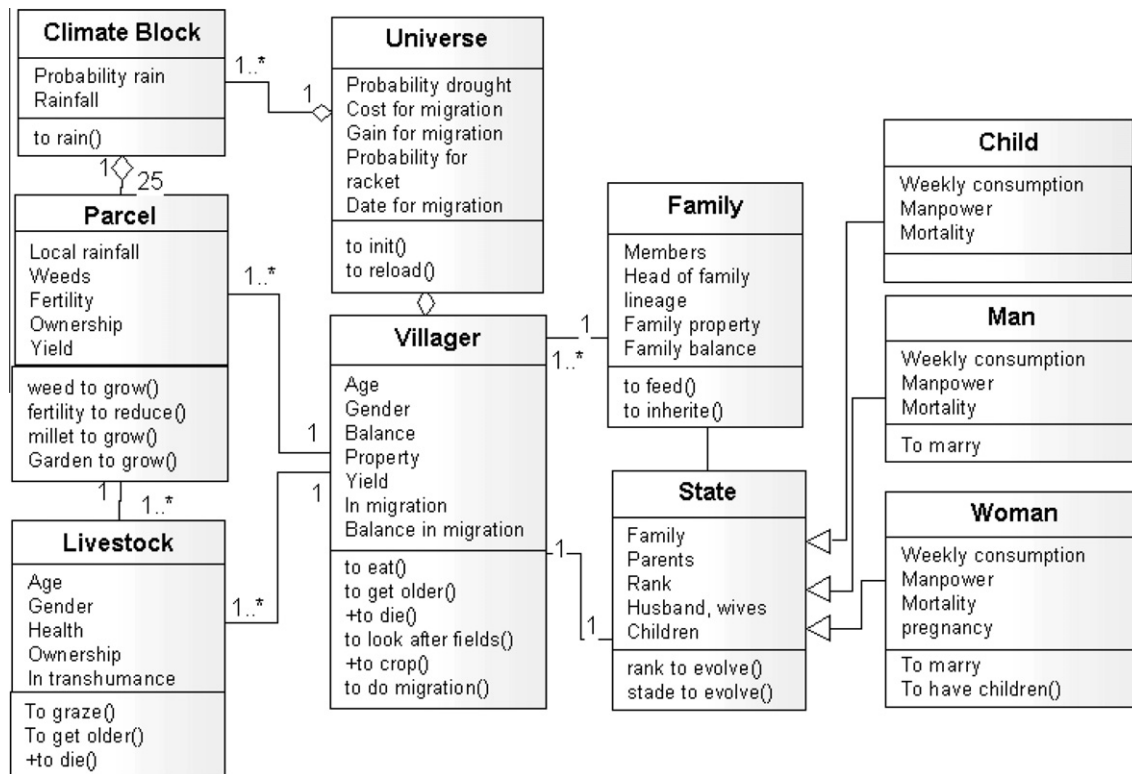 Climate Block
Probability rain
Rainfall
to rain()
1..*
1
Universe
Probability drought
Cost for migration
Gain for migration
Probability for
racket
Date for migration
to init()
to reload()
1
25
Parcel
Local rainfall
Weeds
Fertility
Ownership
Yield
weed to grow()
fertility to reduce()
millet to grow()
Garden to grow()
1..*
1
1
1..*
Livestock
Age
Gender
Health
Ownership
In transhumance
To graze()
To get older()
+to die()
1..*
1
Villager
Age
Gender
Balance
Property
Yield
In migration
Balance in migration
to eat()
to get older()
+to die()
to look after fields()
+to crop()
to do migration()
1
1..*
Family
Members
Head of family
lineage
Family property
Family balance
to feed()
to inherite()
1
1
State
Family
Parents
Rank
Husband, wives
Children
rank to evolve()
stade to evolve()
Child
Weekly consumption
Manpower
Mortality
Man
Weekly consumption
Manpower
Mortality
To marry
Woman
Weekly consumption
Manpower
Mortality
pregnancy
To marry
To have children()